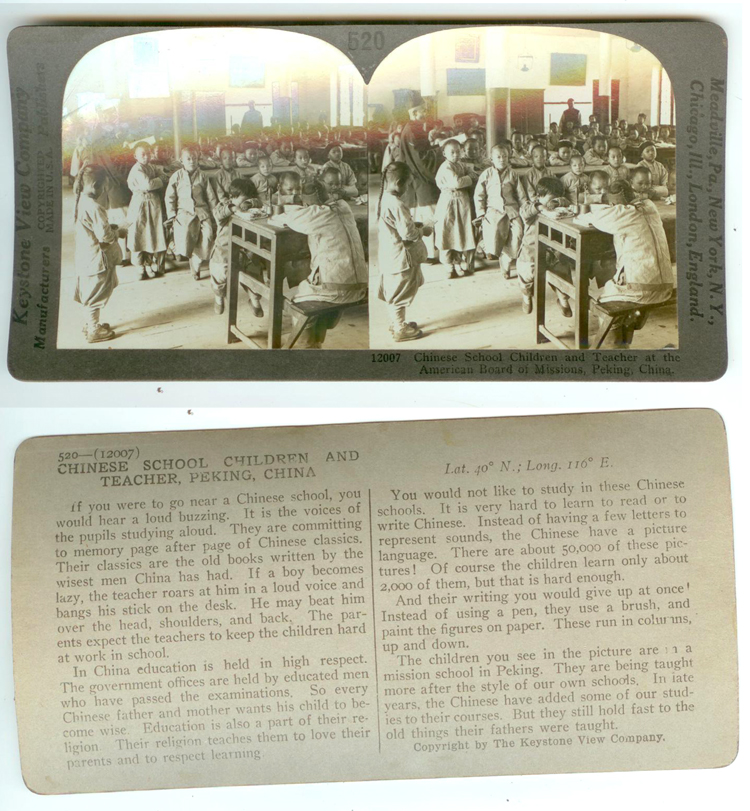 520
Keystone View Company
COPYRIGHTED
MADE IN U.S.A.
Manufacturers
Publishers
Meadville, Pa., New York, N. Y.,
Chicago, Ill., London, England.
12007 Chinese School Children and Teacher at the
American Board of Missions, Peking, China.
520—(12007)
CHINESE SCHOOL CHILDREN AND
TEACHER, PEKING, CHINA
If you were to go near a Chinese school, you
would hear a loud buzzing. It is the voices of
the pupils studying aloud. They are committing
to memory page after page of Chinese classics.
Their classics are the old books written by the
wisest men China has had. If a boy becomes
lazy, the teacher roars at him in a loud voice and
bangs his stick on the desk. He may beat him
over the head, shoulders, and back. The par-
ents expect the teachers to keep the children hard
at work in school.
In China education is held in high respect.
The government offices are held by educated men
who have passed the examinations. So every
Chinese father and mother wants his child to be-
come wise. Education is also a part of their re-
ligion. Their religion teaches them to love their
parents and to respect learning.
Lat. 40° N.; Long. 116° E.
You would not like to study in these Chinese
schools. It is very hard to learn to read or to
write Chinese. Instead of having a few letters to
represent sounds, the Chinese have a picture
language. There are about 50,000 of these pic-
tures! Of course the children learn only about
2,000 of them, but that is hard enough.
And their writing you would give up at once!
Instead of using a pen, they use a brush, and
paint the figures on paper. These run in columns,
up and down.
The children you see in the picture are in a
mission school in Peking. They are being taught
more after the style of our own schools. In late
years, the Chinese have added some of our stud-
ies to their courses. But they still hold fast to the
old things their fathers were taught.
Copyright by The Keystone View Company.